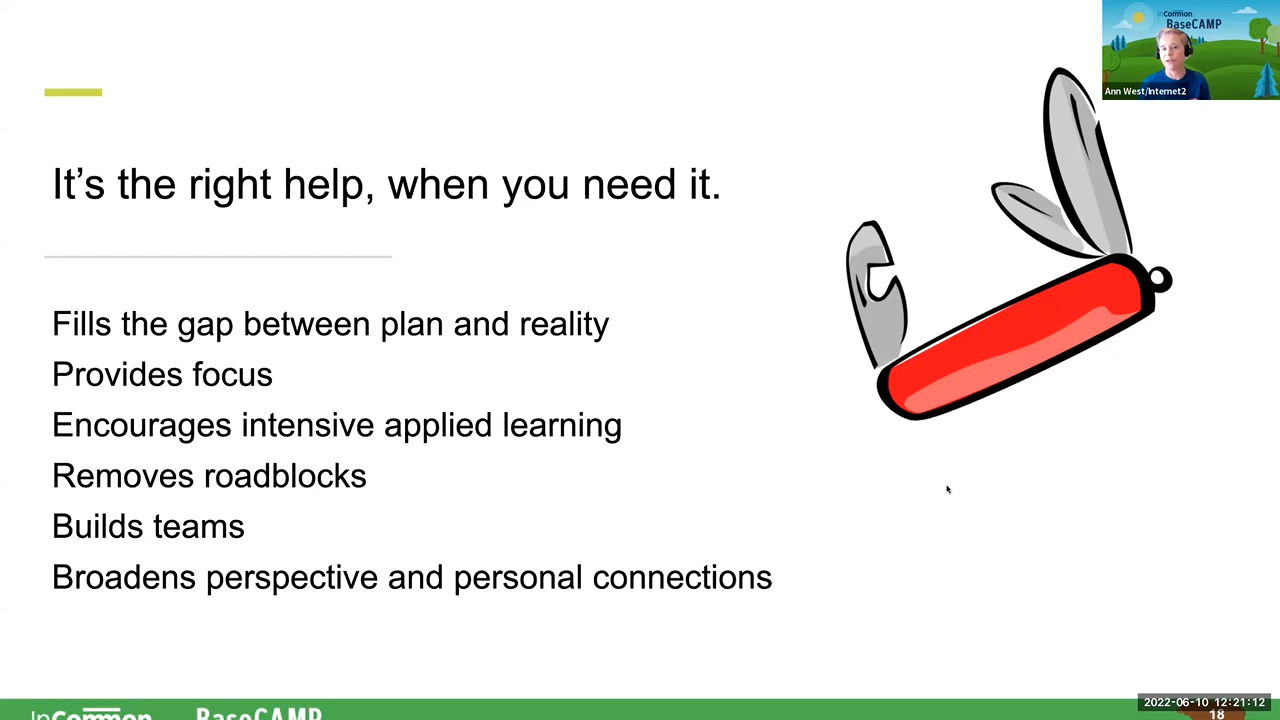 InCommon
BaseCAMP
Ann West/Internet2
It's the right help, when you need it.
Fills the gap between plan and reality
Provides focus
Encourages intensive applied learning
Removes roadblocks
Builds teams
Broadens perspective and personal connections
InCommon BaseCAMP
2022-06-10 12:21:12
18